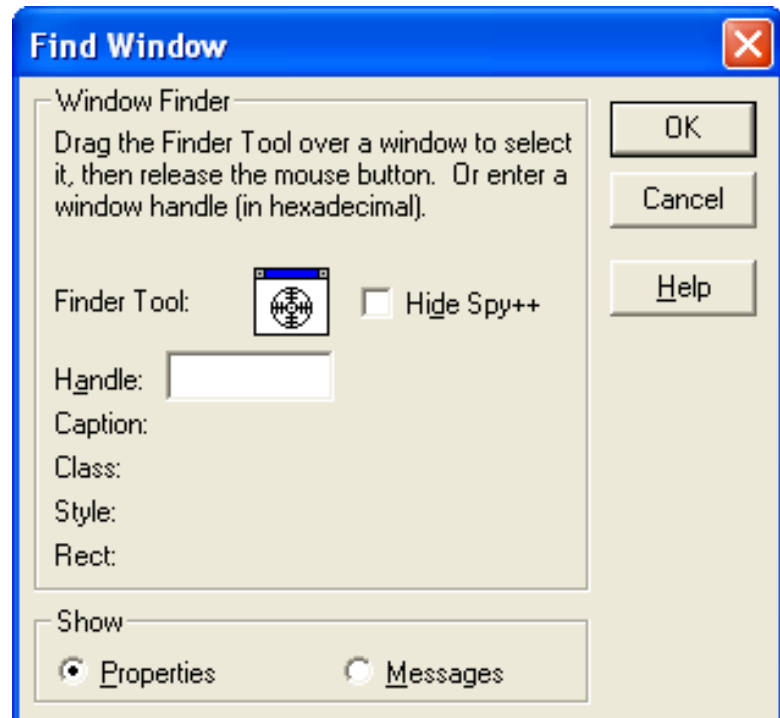 Find Window
Window Finder
Drag the Finder Tool over a window to select
it, then release the mouse button. Or enter a
window handle (in hexadecimal).
OK
Cancel
Help
Finder Tool:
Hide Spy++
Handle:
Caption:
Class:
Style:
Rect:
Show
Properties
Messages